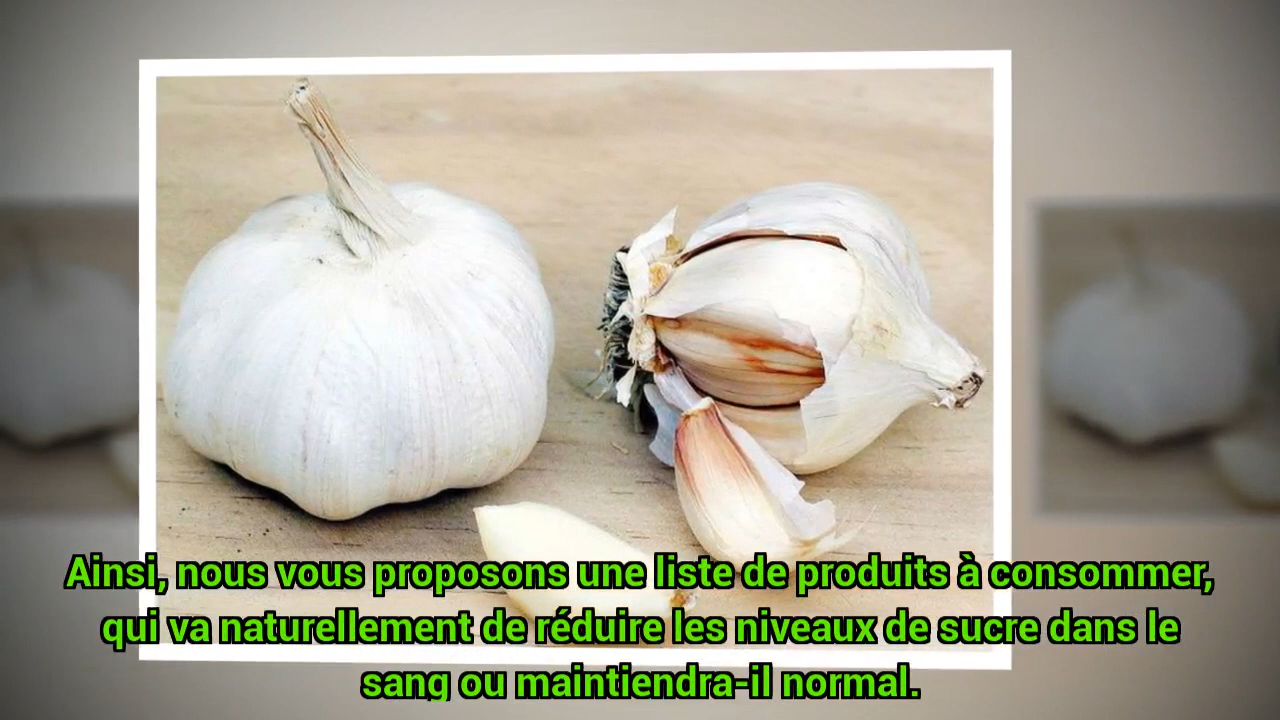 Ainsi, nous vous proposons une liste de produits à consommer,
qui va naturellement de réduire les niveaux de sucre dans le
sang ou maintiendra-il normal.